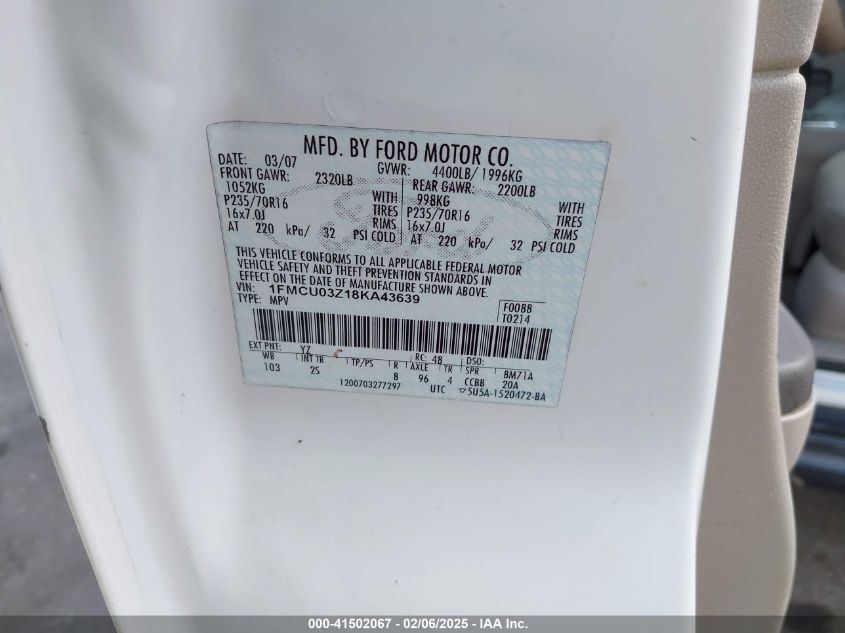 MFD. BY FORD MOTOR CO.
DATE: 03/07 GVWR: 4400LB/ 1996KG
FRONT GAWR: 2320LB REAR GAWR: 2200LB
1052KG WITH 998KG WITH
P235/70R16 TIRES P235/70R16 TIRES
16x7.0J RIMS 16x7.0J RIMS
AT 220 kPa/ 32 PSI COLD AT 220 kPa/ 32 PSI COLD
THIS VEHICLE CONFORMS TO ALL APPLICABLE FEDERAL MOTOR
VEHICLE SAFETY AND THEFT PREVENTION STANDARDS IN
EFFECT ON THE DATE OF MANUFACTURE SHOWN ABOVE.
VIN: 1FMCU03Z18KA43639
TYPE: MPV
F0088
T0214
EXT PNT: YZ RC: 48 DSO:
WB INT TR TP/PS R AXLE TR SPR BM71A
103 2S 8 96 4 CCBB 20A
1200703277297 UTC 5U5A-1520472-BA
Ford
000-41502067 - 02/06/2025 - IAA Inc.